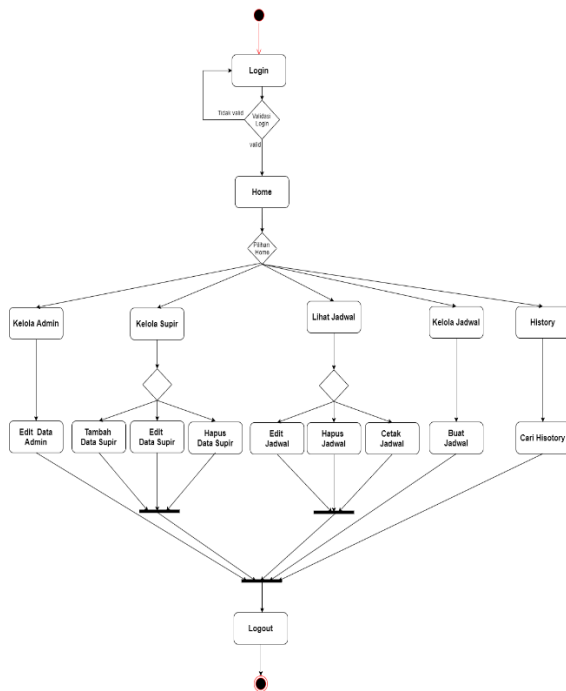 Login
Tidak valid
Validasi
Login
valid
Home
Pilihan
Home
Kelola Admin
Kelola Supir
Lihat Jadwal
Kelola Jadwal
History
Edit Data
Admin
Tambah
Data Supir
Edit
Data Supir
Hapus
Data Supir
Edit
Jadwal
Hapus
Jadwal
Cetak
Jadwal
Buat
Jadwal
Cari Hisotory
Logout